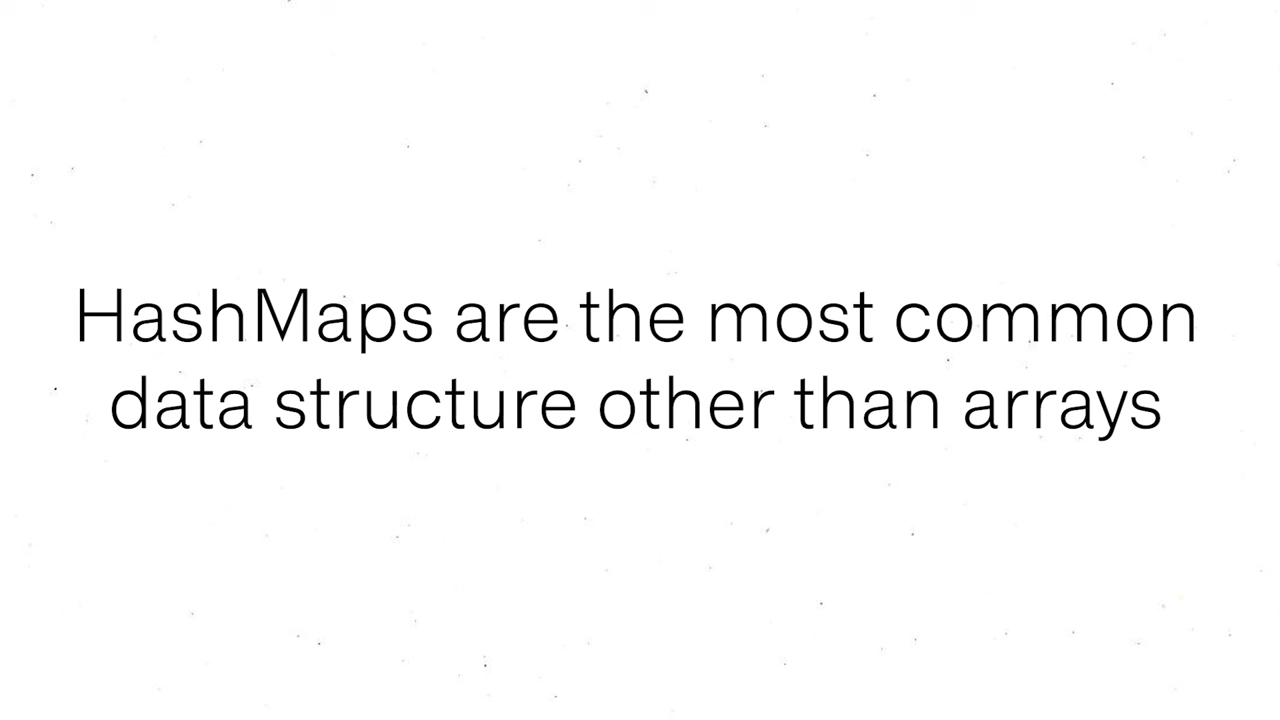 HashMaps are the most common
data structure other than arrays